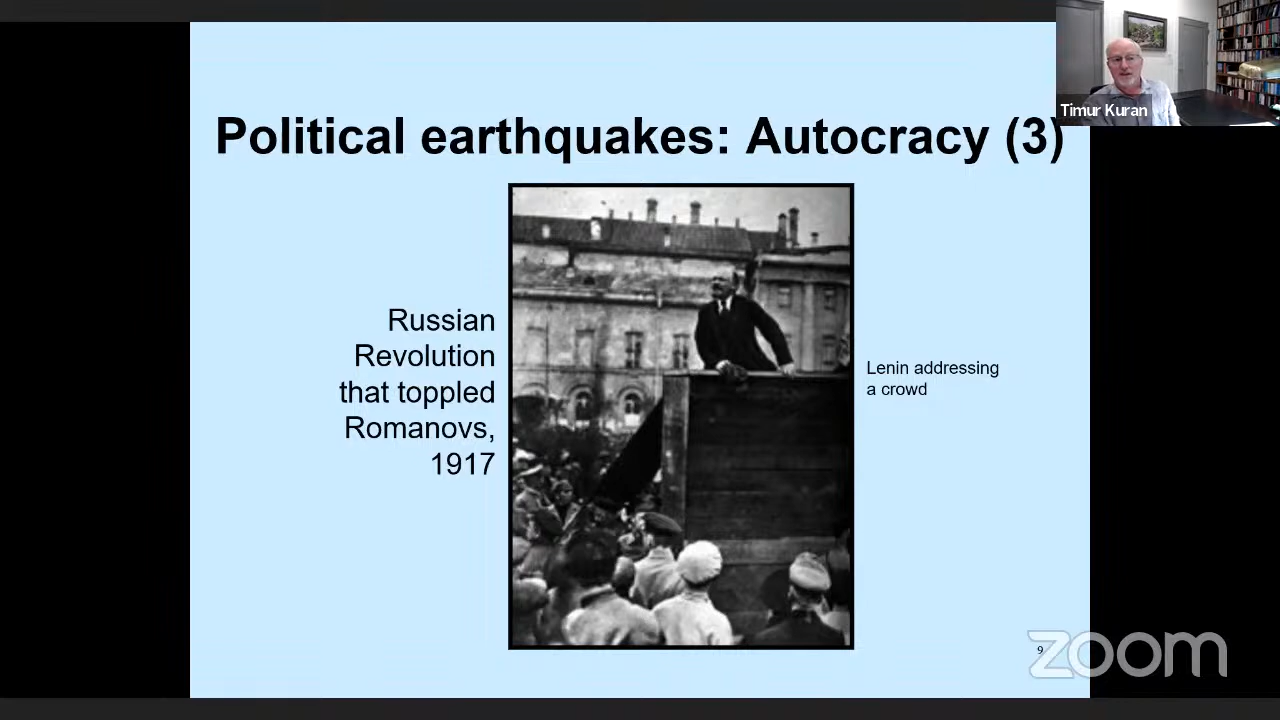 Timur Kuran
Political earthquakes: Autocracy (3)
Russian
Revolution
that toppled
Romanovs,
1917
Lenin addressing
a crowd
9
zoom